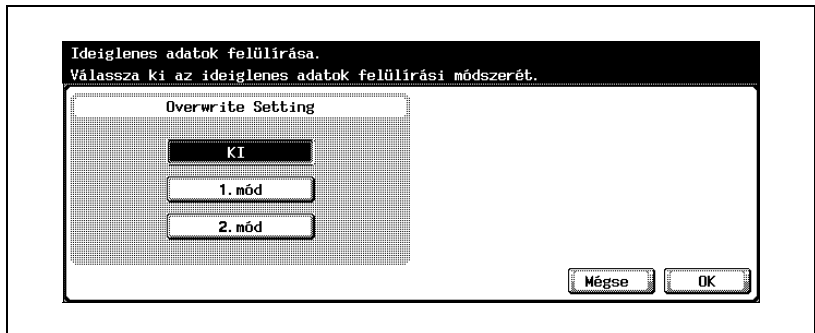 Ideiglenes adatok felülírása.
Válassza ki az ideiglenes adatok felülírási módszerét.
Overwrite Setting
KI
1. mód
2. mód
Mégse OK